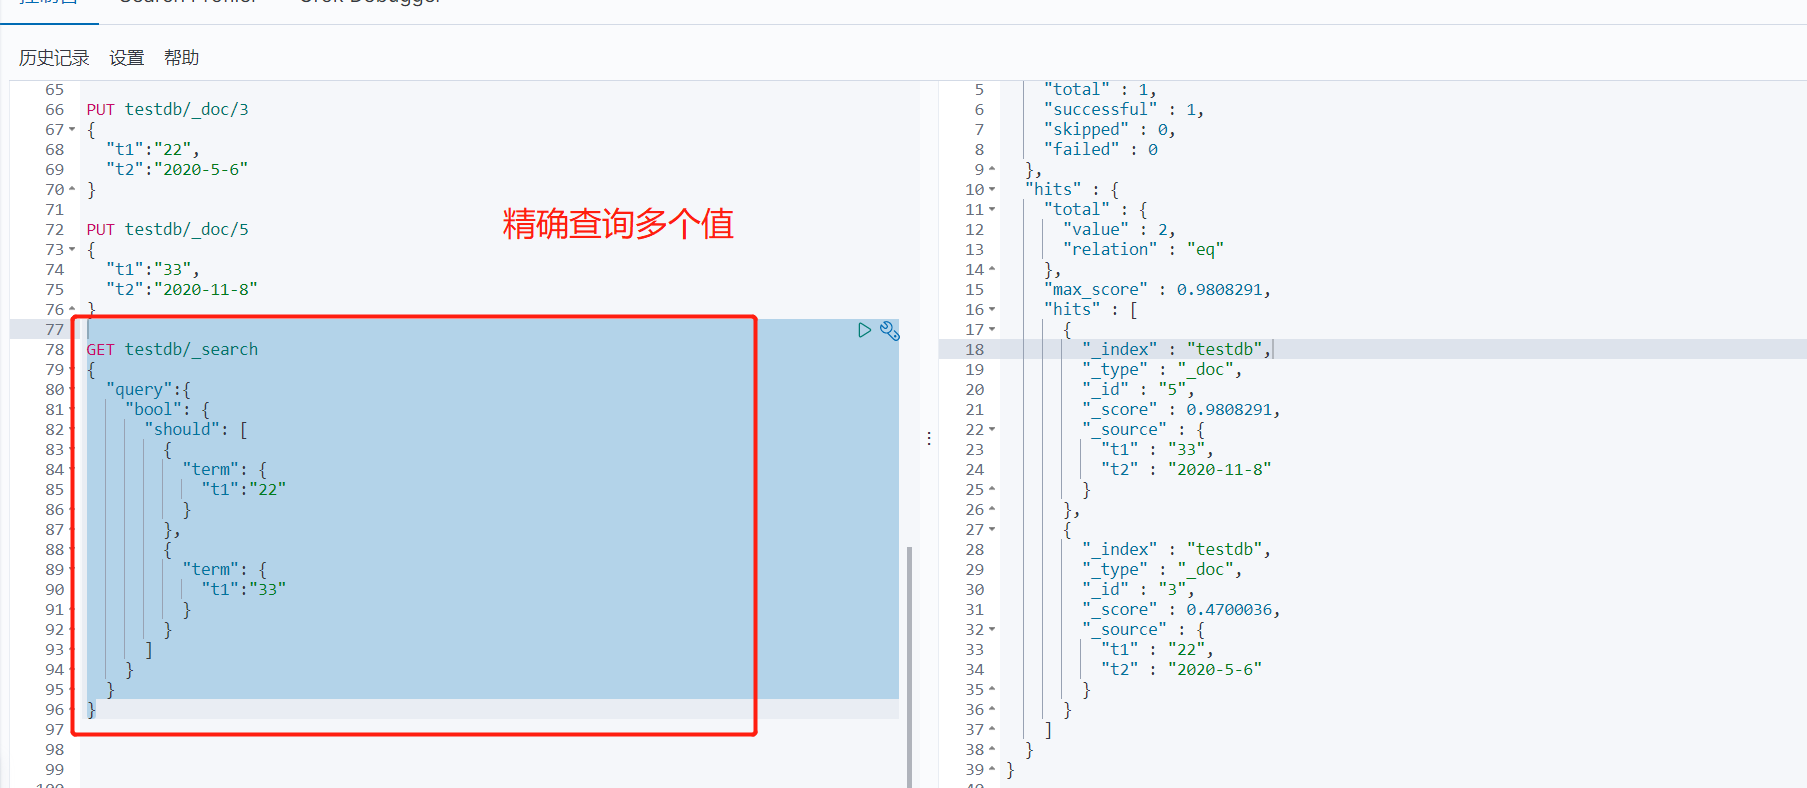 控制台 Search Profiler Grok Debugger
历史记录 设置 帮助
65
66 PUT testdb/_doc/3
67 {
68 "t1":"22",
69 "t2":"2020-5-6"
70 }
71
72 PUT testdb/_doc/5
73 {
74 "t1":"33",
75 "t2":"2020-11-8"
76 }
77
78 GET testdb/_search
79 {
80 "query":{
81 "bool": {
82 "should": [
83 {
84 "term": {
85 "t1":"22"
86 }
87 },
88 {
89 "term": {
90 "t1":"33"
91 }
92 }
93 ]
94 }
95 }
96 }
97
98
99
100
精确查询多个值
5 "total" : 1,
6 "successful" : 1,
7 "skipped" : 0,
8 "failed" : 0
9 },
10 "hits" : {
11 "total" : {
12 "value" : 2,
13 "relation" : "eq"
14 },
15 "max_score" : 0.9808291,
16 "hits" : [
17 {
18 "_index" : "testdb",
19 "_type" : "_doc",
20 "_id" : "5",
21 "_score" : 0.9808291,
22 "_source" : {
23 "t1" : "33",
24 "t2" : "2020-11-8"
25 }
26 },
27 {
28 "_index" : "testdb",
29 "_type" : "_doc",
30 "_id" : "3",
31 "_score" : 0.4700036,
32 "_source" : {
33 "t1" : "22",
34 "t2" : "2020-5-6"
35 }
36 }
37 ]
38 }
39 }
40